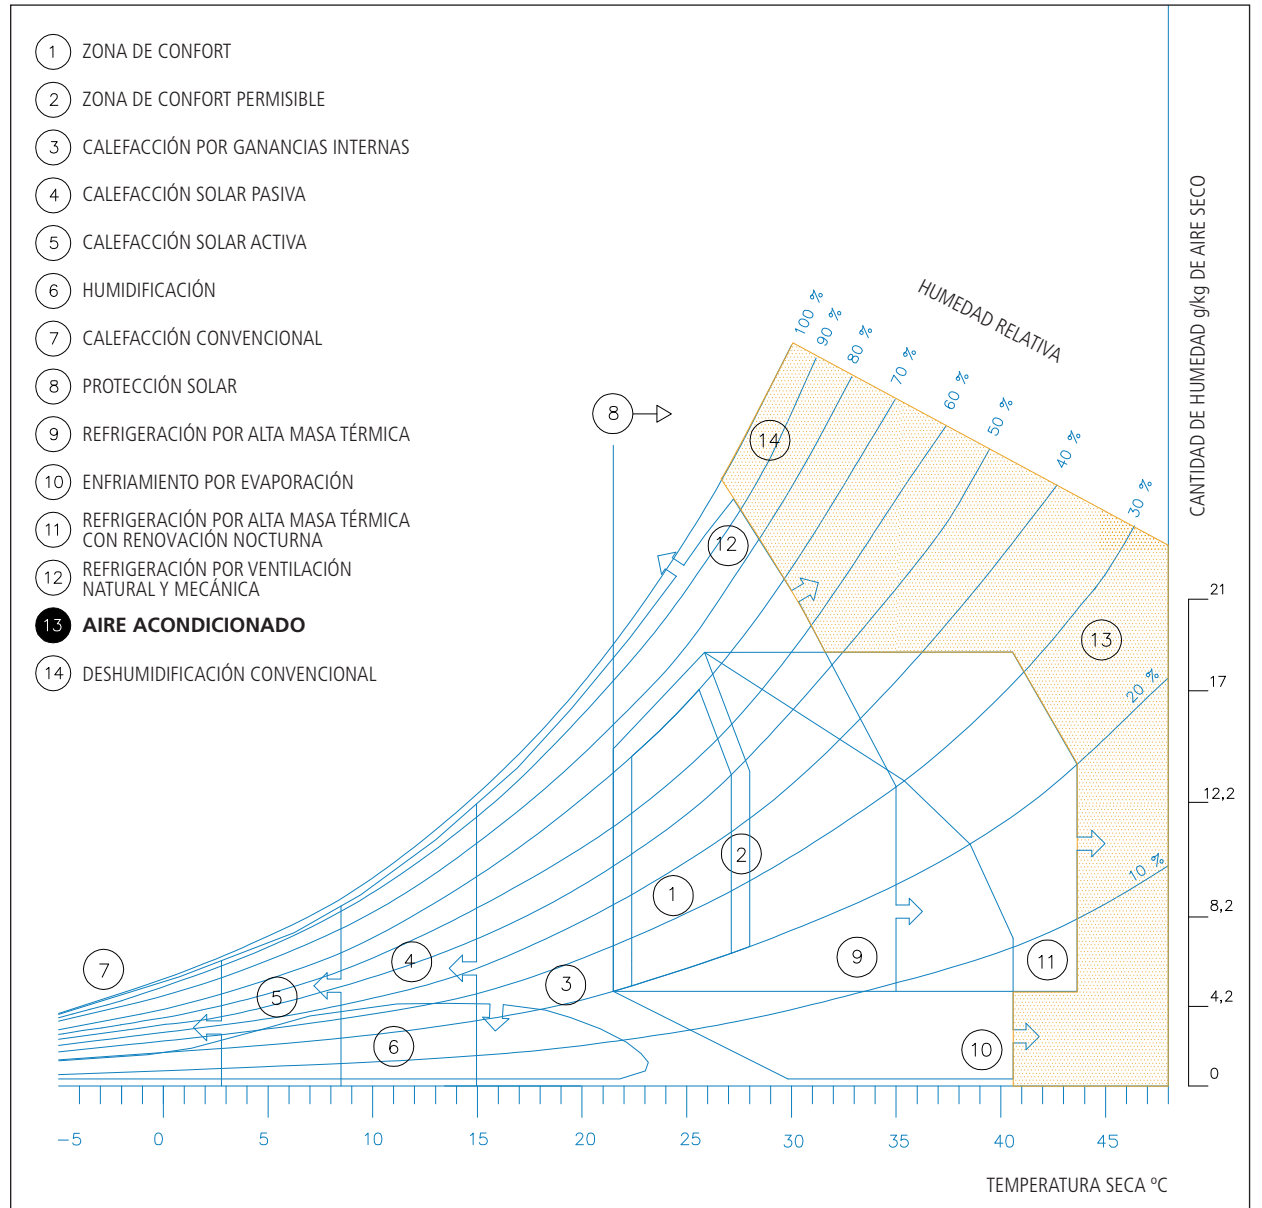 1 ZONA DE CONFORT
2 ZONA DE CONFORT PERMISIBLE
3 CALEFACCIÓN POR GANANCIAS INTERNAS
4 CALEFACCIÓN SOLAR PASIVA
5 CALEFACCIÓN SOLAR ACTIVA
6 HUMIDIFICACIÓN
7 CALEFACCIÓN CONVENCIONAL
8 PROTECCIÓN SOLAR
9 REFRIGERACIÓN POR ALTA MASA TÉRMICA
10 ENFRIAMIENTO POR EVAPORACIÓN
11 REFRIGERACIÓN POR ALTA MASA TÉRMICA
CON RENOVACIÓN NOCTURNA
12 REFRIGERACIÓN POR VENTILACIÓN
NATURAL Y MECÁNICA
13 AIRE ACONDICIONADO
14 DESHUMIDIFICACIÓN CONVENCIONAL
HUMEDAD RELATIVA
100 %
90 %
80 %
70 %
60 %
50 %
40 %
30 %
20 %
10 %
CANTIDAD DE HUMEDAD g/kg DE AIRE SECO
21
17
12,2
8,2
4,2
0
8
14
12
13
2
1
9
11
7
4
3
5
6
10
-5 0 5 10 15 20 25 30 35 40 45
TEMPERATURA SECA ºC